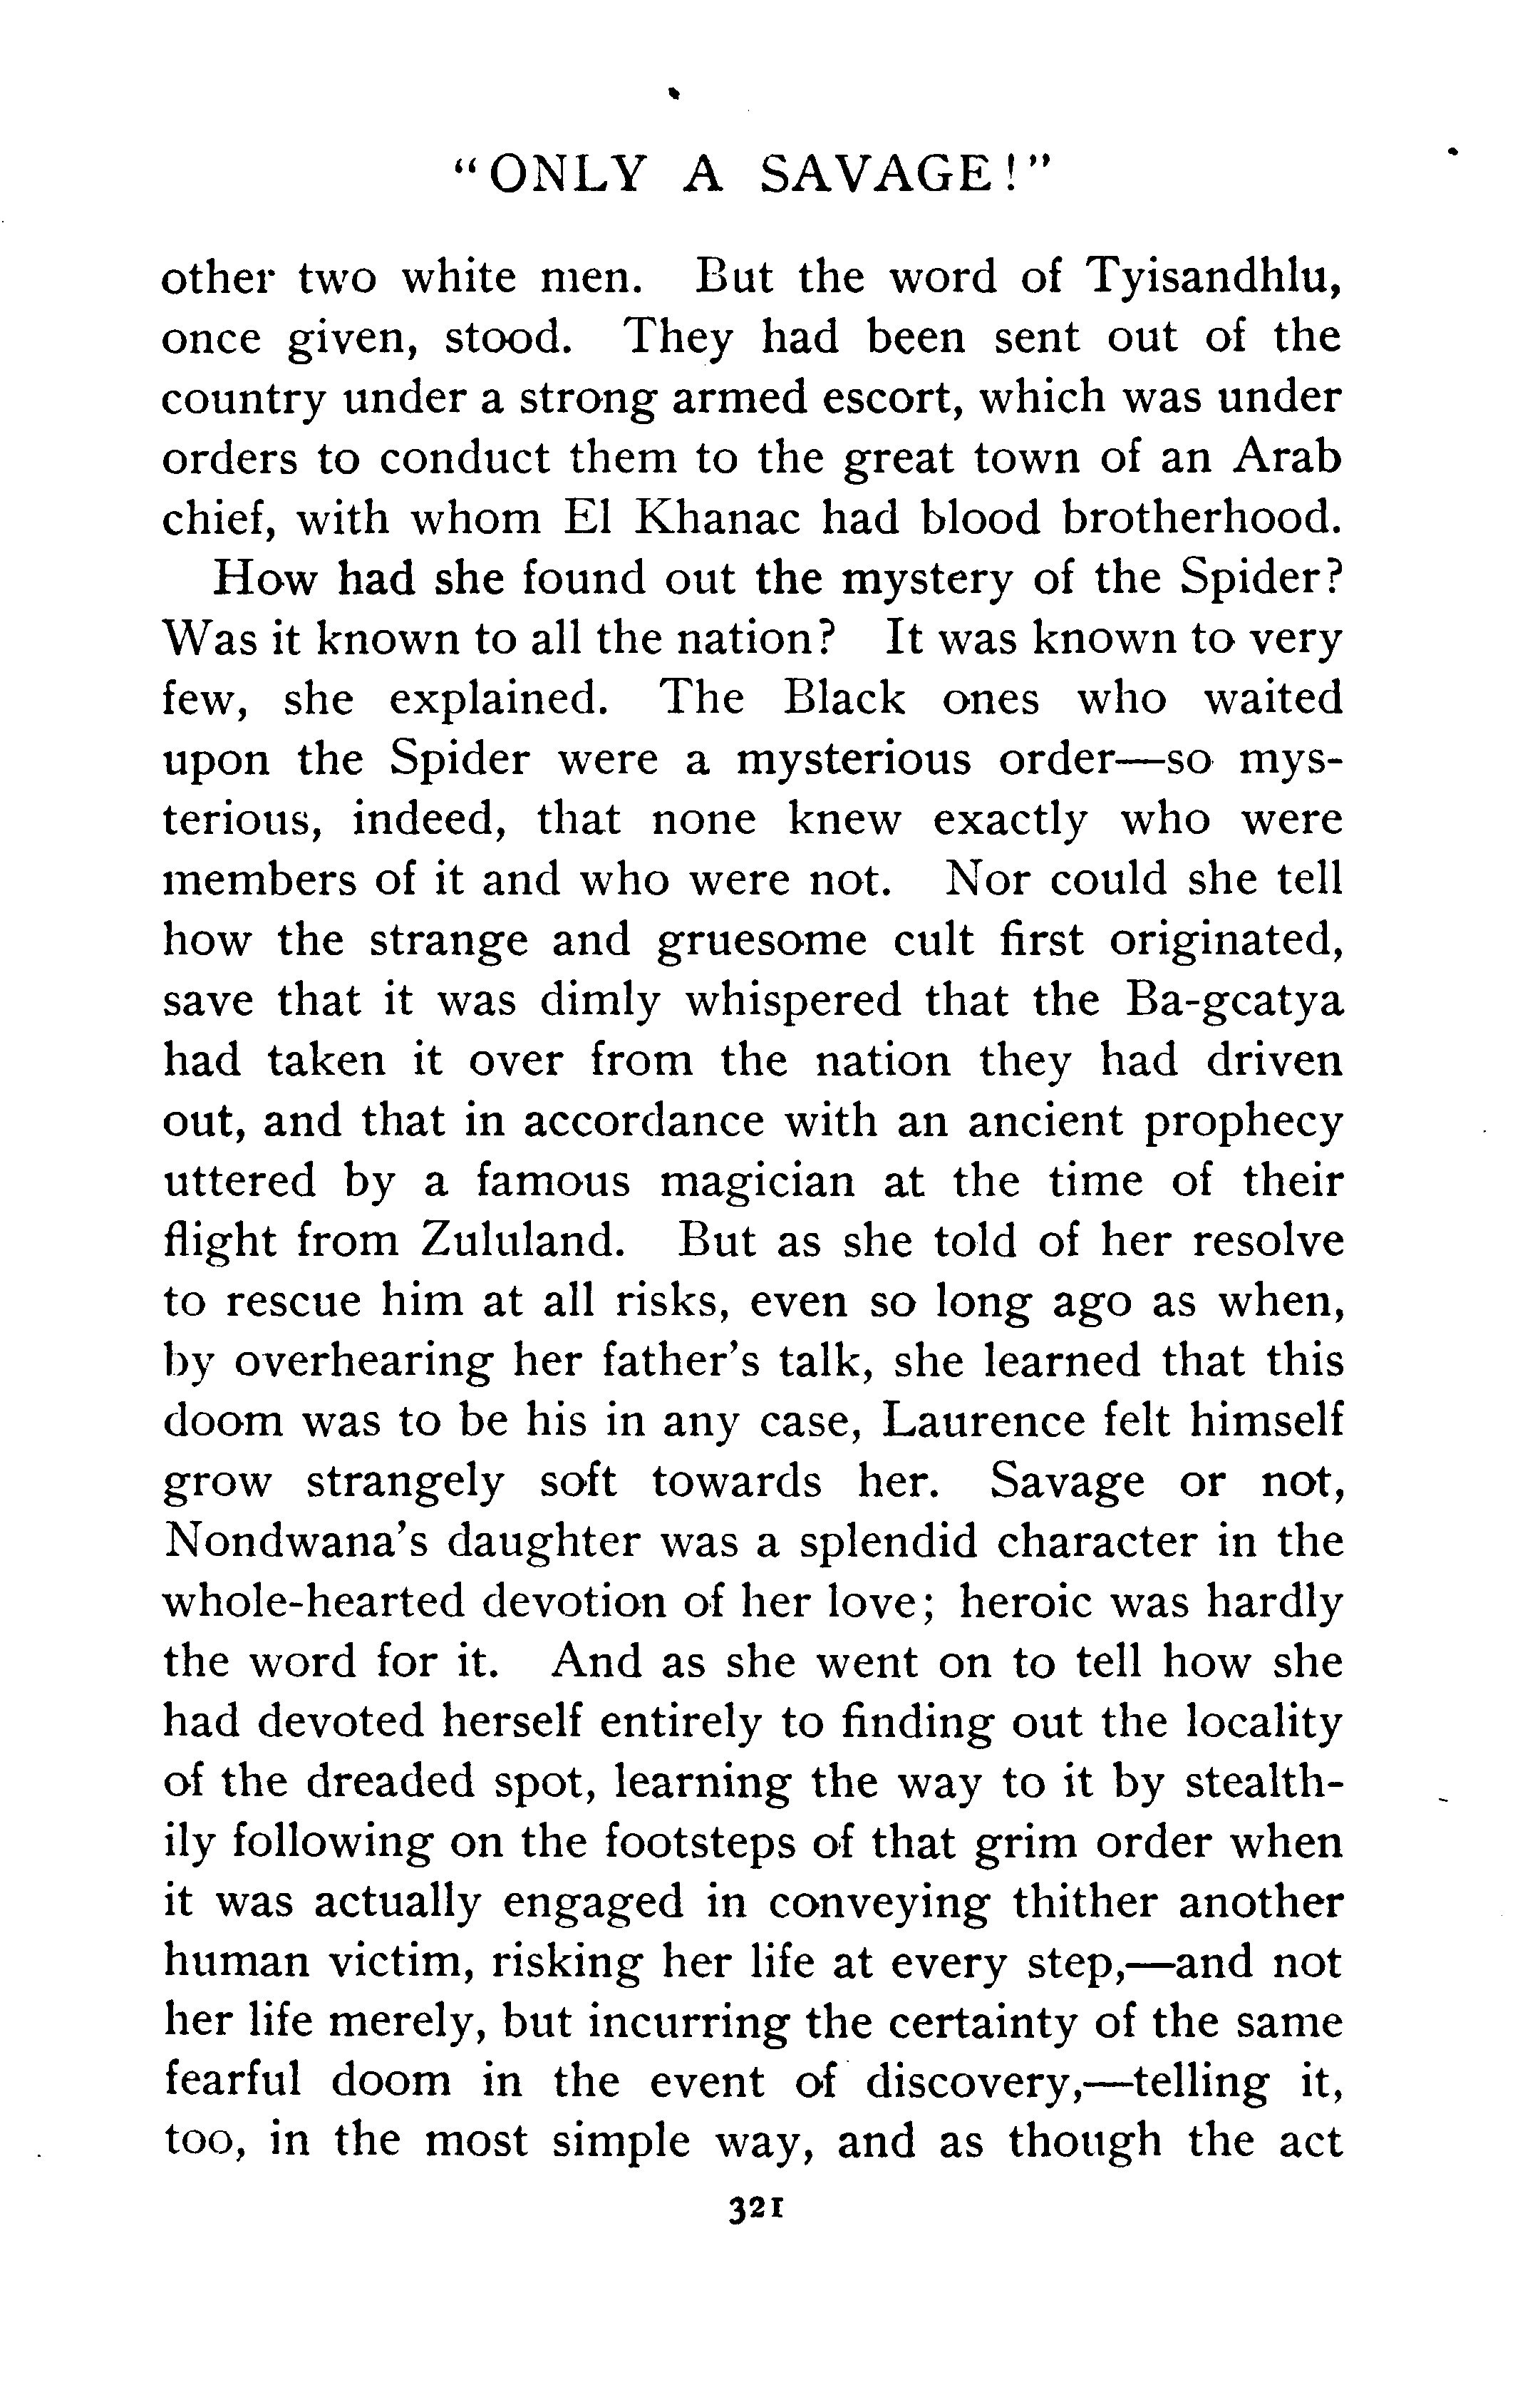 "ONLY A SAVAGE!"
other two white men. But the word of Tyisandhlu,
once given, stood. They had been sent out of the
country under a strong armed escort, which was under
orders to conduct them to the great town of an Arab
chief, with whom El Khanac had blood brotherhood.
How had she found out the mystery of the Spider?
Was it known to all the nation? It was known to very
few, she explained. The Black ones who waited
upon the Spider were a mysterious order—so mys-
terious, indeed, that none knew exactly who were
members of it and who were not. Nor could she tell
how the strange and gruesome cult first originated,
save that it was dimly whispered that the Ba-gcatya
had taken it over from the nation they had driven
out, and that in accordance with an ancient prophecy
uttered by a famous magician at the time of their
flight from Zululand. But as she told of her resolve
to rescue him at all risks, even so long ago as when,
by overhearing her father's talk, she learned that this
doom was to be his in any case, Laurence felt himself
grow strangely soft towards her. Savage or not,
Nondwana's daughter was a splendid character in the
whole-hearted devotion of her love; heroic was hardly
the word for it. And as she went on to tell how she
had devoted herself entirely to finding out the locality
of the dreaded spot, learning the way to it by stealth-
ily following on the footsteps of that grim order when
it was actually engaged in conveying thither another
human victim, risking her life at every step,—and not
her life merely, but incurring the certainty of the same
fearful doom in the event of discovery,—telling it,
too, in the most simple way, and as though the act
321